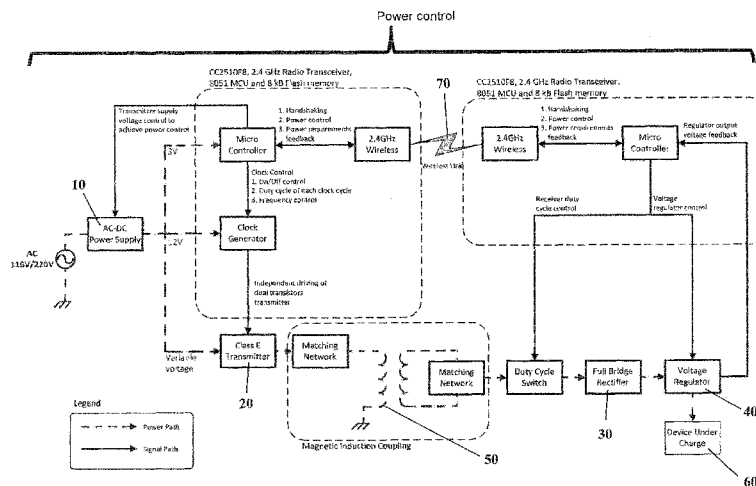 Power control
CC2510F8, 2.4 GHz Radio Transceiver,
8051 MCU and 8 kB Flash memory
70
CC2510F8, 2.4 GHz Radio Transceiver,
8051 MCU and 8 kB Flash memory
Transmitter supply
voltage control to
achieve power control
1. Handshaking
2. Power control
3. Power requirements
feedback
1. Handshaking
2. Power control
3. Power requirements
feedback
Regulator output
voltage feedback
3V
Micro
Controller
2.4GHz
Wireless
Wireless
2.4GHz
Wireless
Micro
Controller
Clock Control
1. On/Off control
2. Duty cycle of each clock cycle
3. Frequency control
10
AC-DC
Power Supply
12V
Clock
Generator
Receiver duty
cycle control
Voltage
regulator control
AC
110V/220V
Independent driving of
dual transistors
transmitter
Class E
Transmitter
Variable
voltage
20
Matching
Network
Matching
Network
Duty Cycle
Switch
Full Bridge
Rectifier
Voltage
Regulator
40
30
50
Magnetic Induction Coupling
Device Under
Charge
60
Legend
Power Path
Signal Path